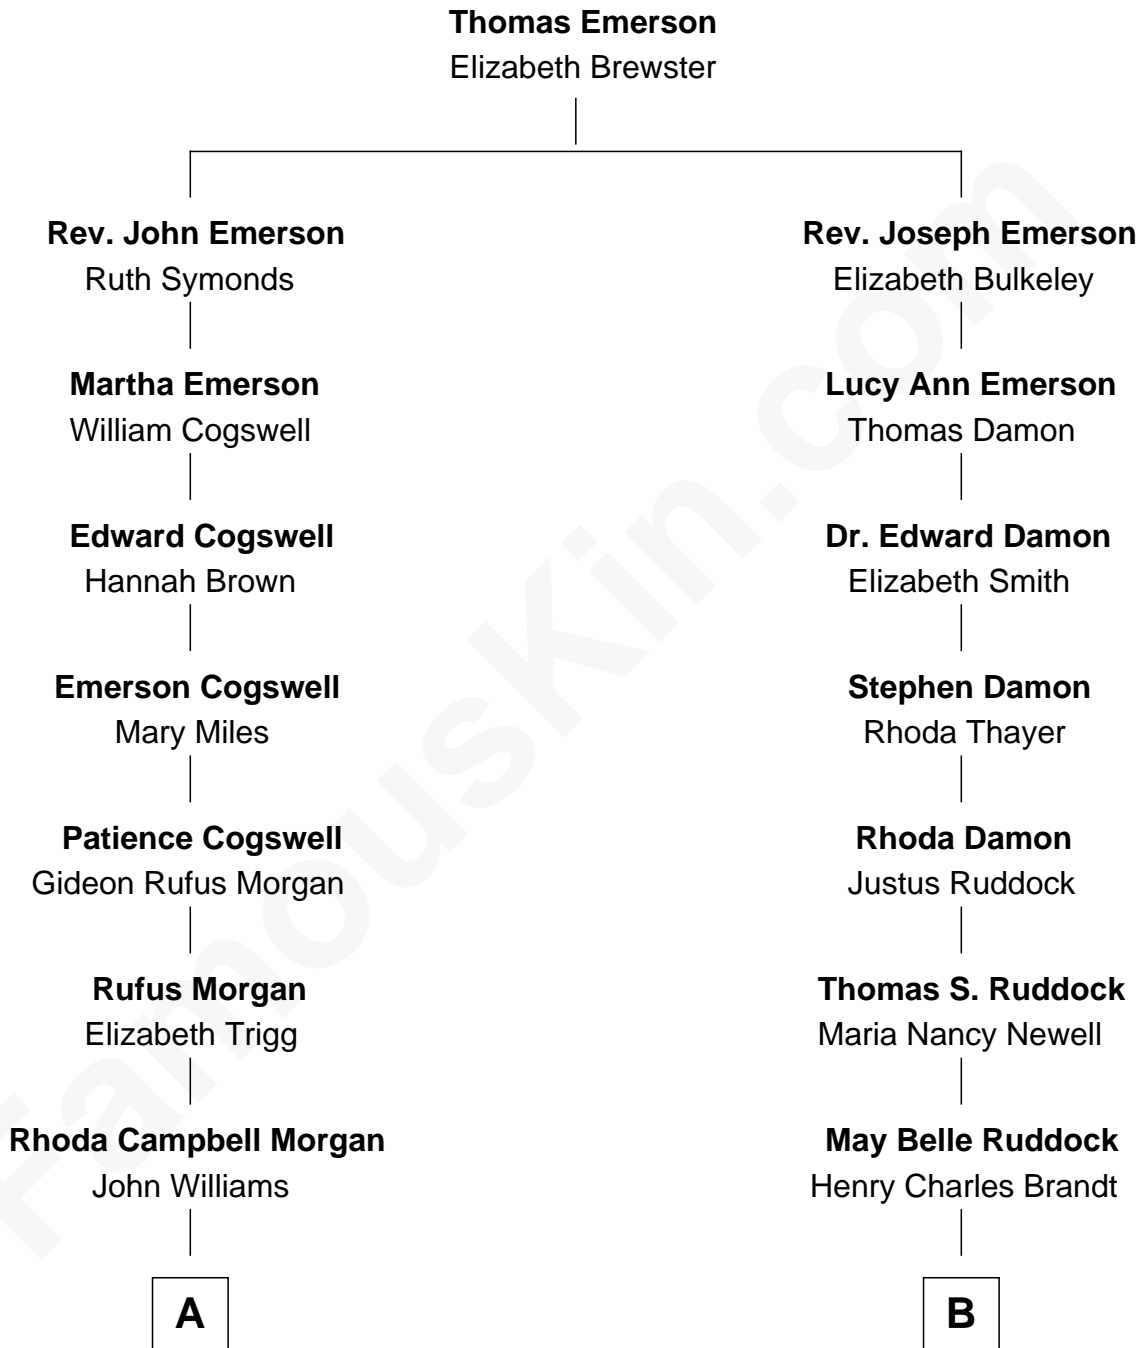 Thomas Emerson
Elizabeth Brewster
Rev. John Emerson
Ruth Symonds
Rev. Joseph Emerson
Elizabeth Bulkeley
Martha Emerson
William Cogswell
Lucy Ann Emerson
Thomas Damon
Edward Cogswell
Hannah Brown
Dr. Edward Damon
Elizabeth Smith
Emerson Cogswell
Mary Miles
Stephen Damon
Rhoda Thayer
Patience Cogswell
Gideon Rufus Morgan
Rhoda Damon
Justus Ruddock
Rufus Morgan
Elizabeth Trigg
Thomas S. Ruddock
Maria Nancy Newell
Rhoda Campbell Morgan
John Williams
May Belle Ruddock
Henry Charles Brandt
A
B
FamousKin.com